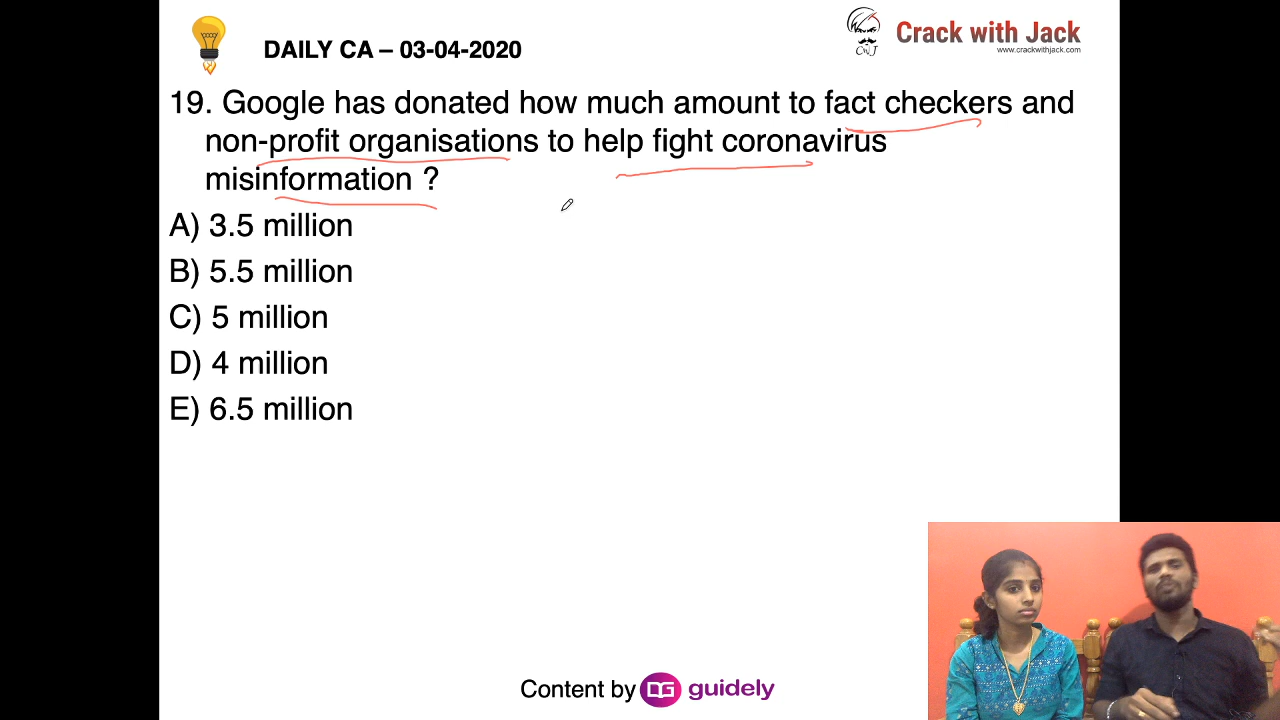 DAILY CA – 03-04-2020
Crack with Jack
www.crackwithjack.com
CwJ
19. Google has donated how much amount to fact checkers and
non-profit organisations to help fight coronavirus
misinformation ?
A) 3.5 million
B) 5.5 million
C) 5 million
D) 4 million
E) 6.5 million
Content by guidely